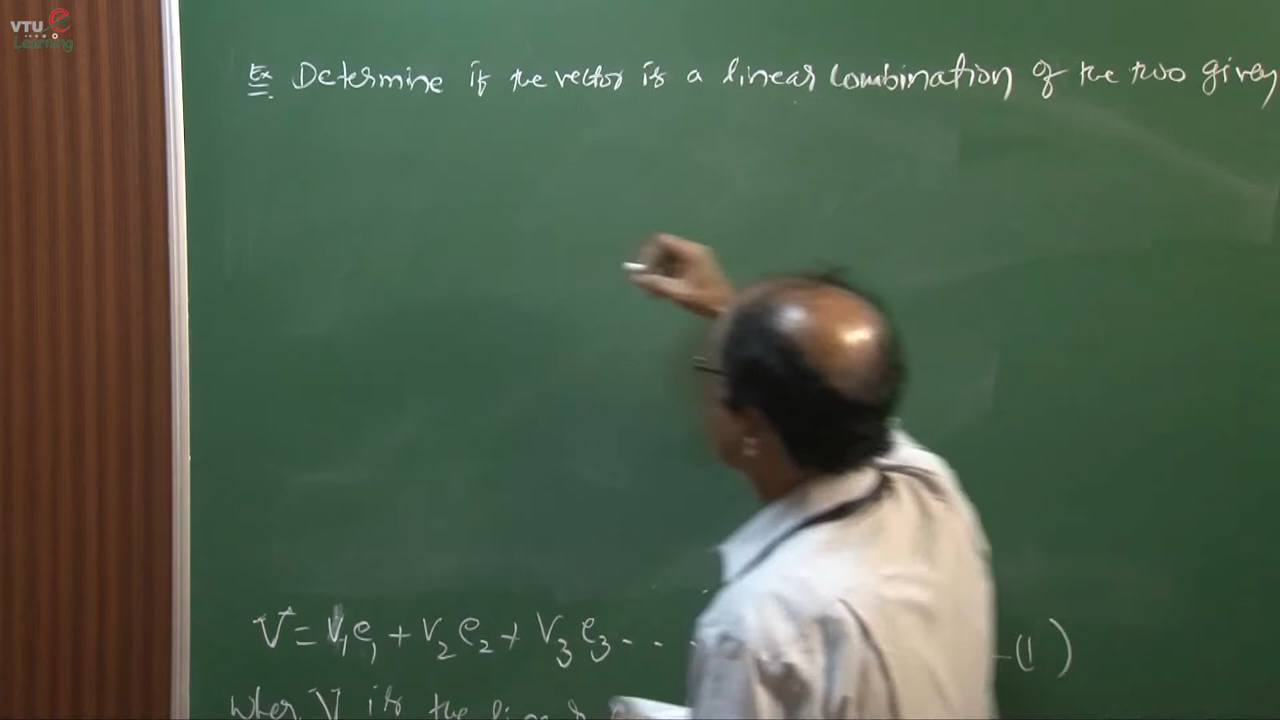 VTU e
Learning
Ex Determine if the vector is a linear combination of the two given
V = V₁e₁ + V₂e₂ + V₃e₃ - - - -(1)
Wher V is the linear